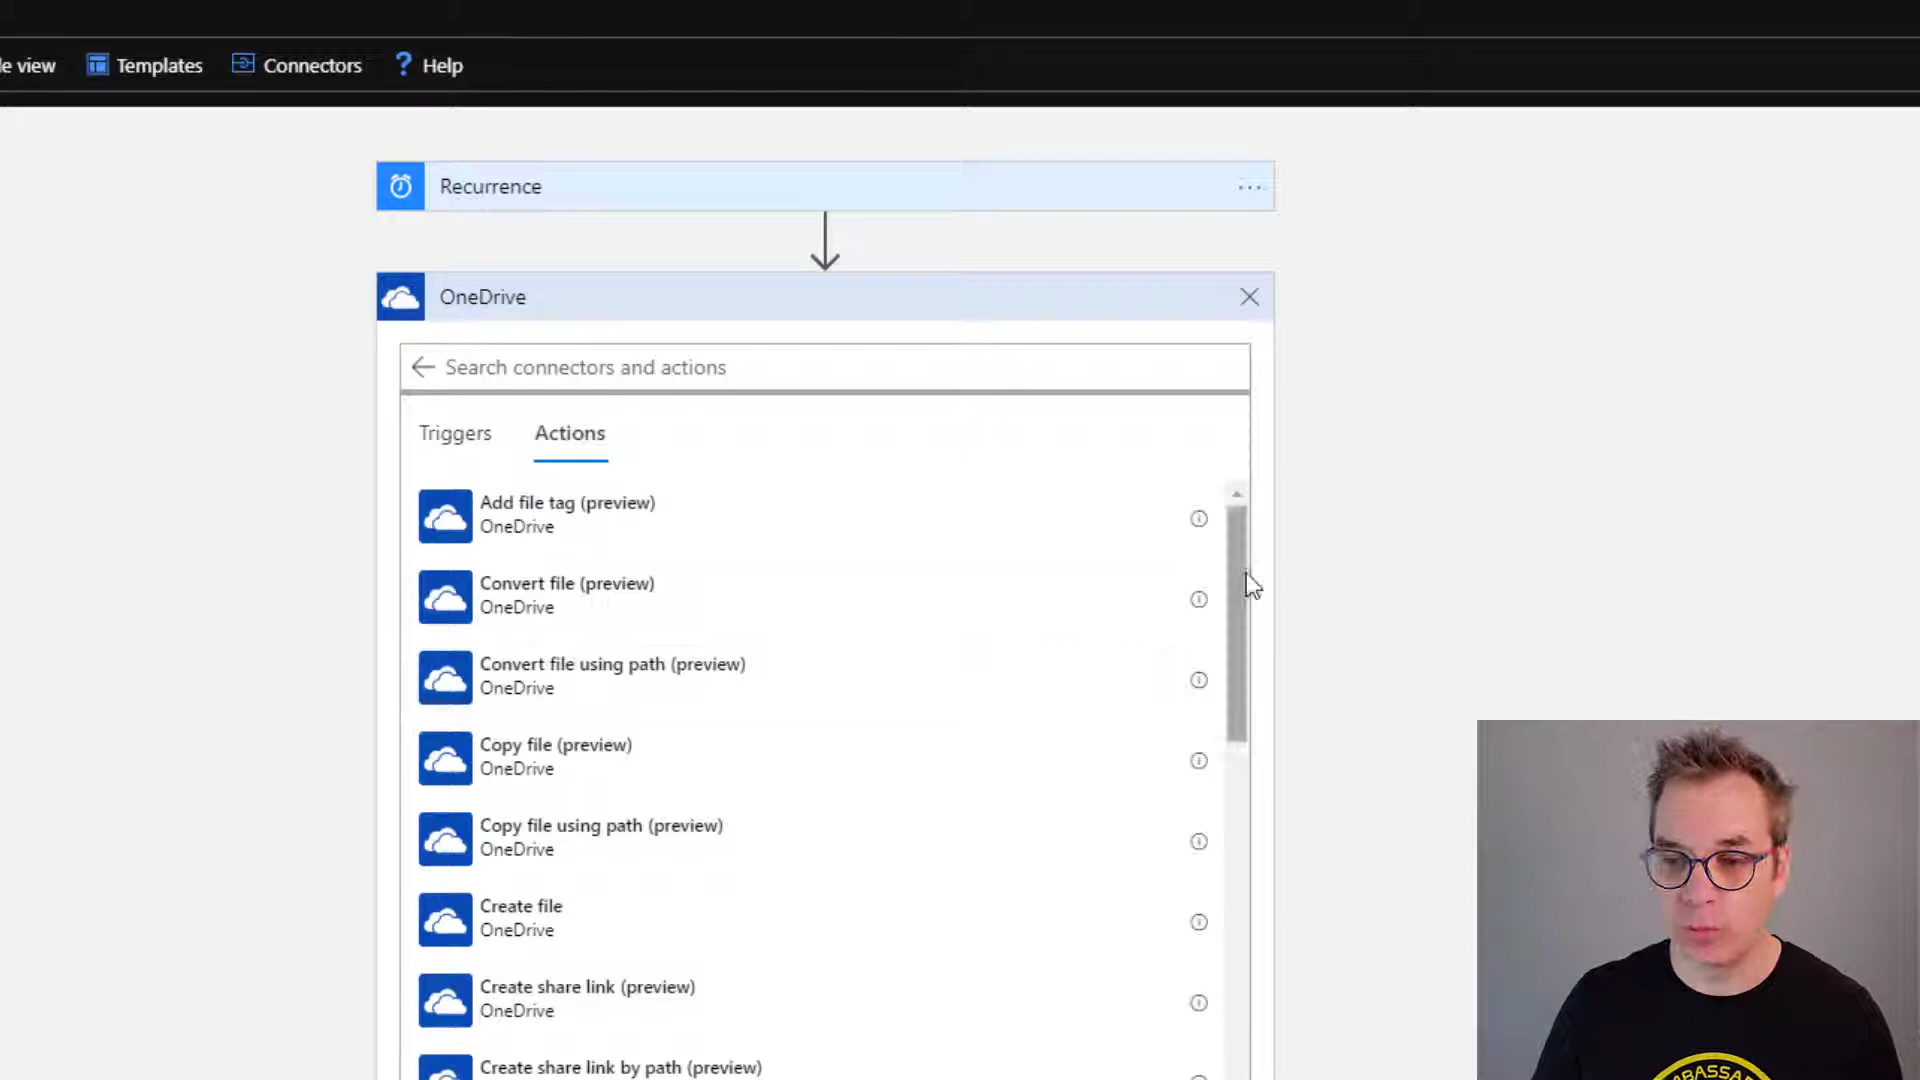 le view
Templates
Connectors
? Help
Recurrence
OneDrive
Search connectors and actions
Triggers
Actions
Add file tag (preview)
OneDrive
Convert file (preview)
OneDrive
Convert file using path (preview)
OneDrive
Copy file (preview)
OneDrive
Copy file using path (preview)
OneDrive
Create file
OneDrive
Create share link (preview)
OneDrive
Create share link by path (preview)